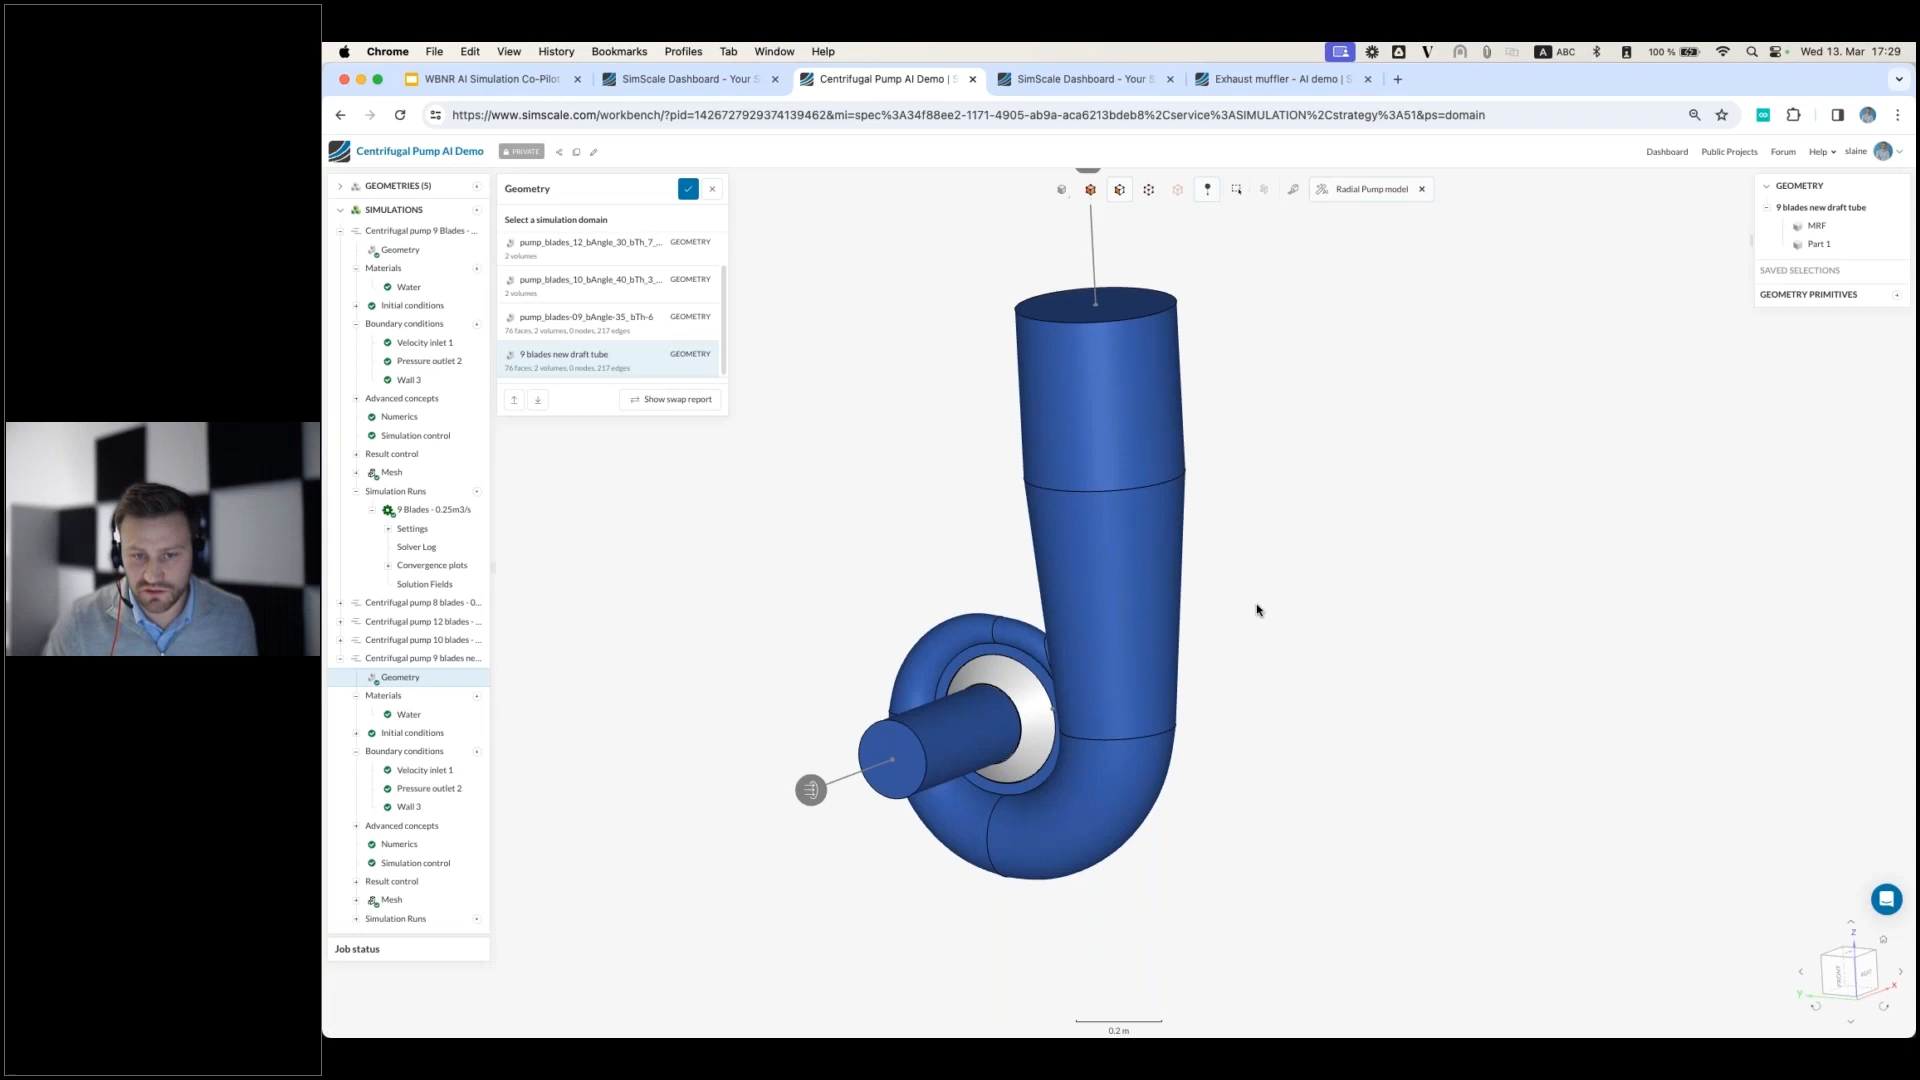 Chrome File Edit View History Bookmarks Profiles Tab Window Help
V A ABC 100 % Wed 13. Mar 17:29
WBNR AI Simulation Co-Pilot
SimScale Dashboard - Your S
Centrifugal Pump AI Demo | S
SimScale Dashboard - Your S
Exhaust muffler - AI demo | S
https://www.simscale.com/workbench/?pid=1426727929374139462&mi=spec%3A34f88ee2-1171-4905-ab9a-aca6213bdeb8%2Cservice%3ASIMULATION%2Cstrategy%3A51&ps=domain
Centrifugal Pump AI Demo
PRIVATE
Dashboard
Public Projects
Forum
Help
slaine
GEOMETRIES (5)
SIMULATIONS
Centrifugal pump 9 Blades - ...
Geometry
Materials
Water
Initial conditions
Boundary conditions
Velocity inlet 1
Pressure outlet 2
Wall 3
Advanced concepts
Numerics
Simulation control
Result control
Mesh
Simulation Runs
9 Blades - 0.25m3/s
Settings
Solver Log
Convergence plots
Solution Fields
Centrifugal pump 8 blades - 0...
Centrifugal pump 12 blades - ...
Centrifugal pump 10 blades - ...
Centrifugal pump 9 blades ne...
Geometry
Materials
Water
Initial conditions
Boundary conditions
Velocity inlet 1
Pressure outlet 2
Wall 3
Advanced concepts
Numerics
Simulation control
Result control
Mesh
Simulation Runs
Job status
Geometry
Select a simulation domain
pump_blades_12_bAngle_30_bTh_7_... GEOMETRY
2 volumes
pump_blades_10_bAngle_40_bTh_3_... GEOMETRY
2 volumes
pump_blades-09_bAngle-35_bTh-6 GEOMETRY
76 faces, 2 volumes, 0 nodes, 217 edges
9 blades new draft tube GEOMETRY
76 faces, 2 volumes, 0 nodes, 217 edges
Show swap report
Radial Pump model
GEOMETRY
9 blades new draft tube
MRF
Part 1
SAVED SELECTIONS
GEOMETRY PRIMITIVES
Z
FRONT
Y
X
0.2 m